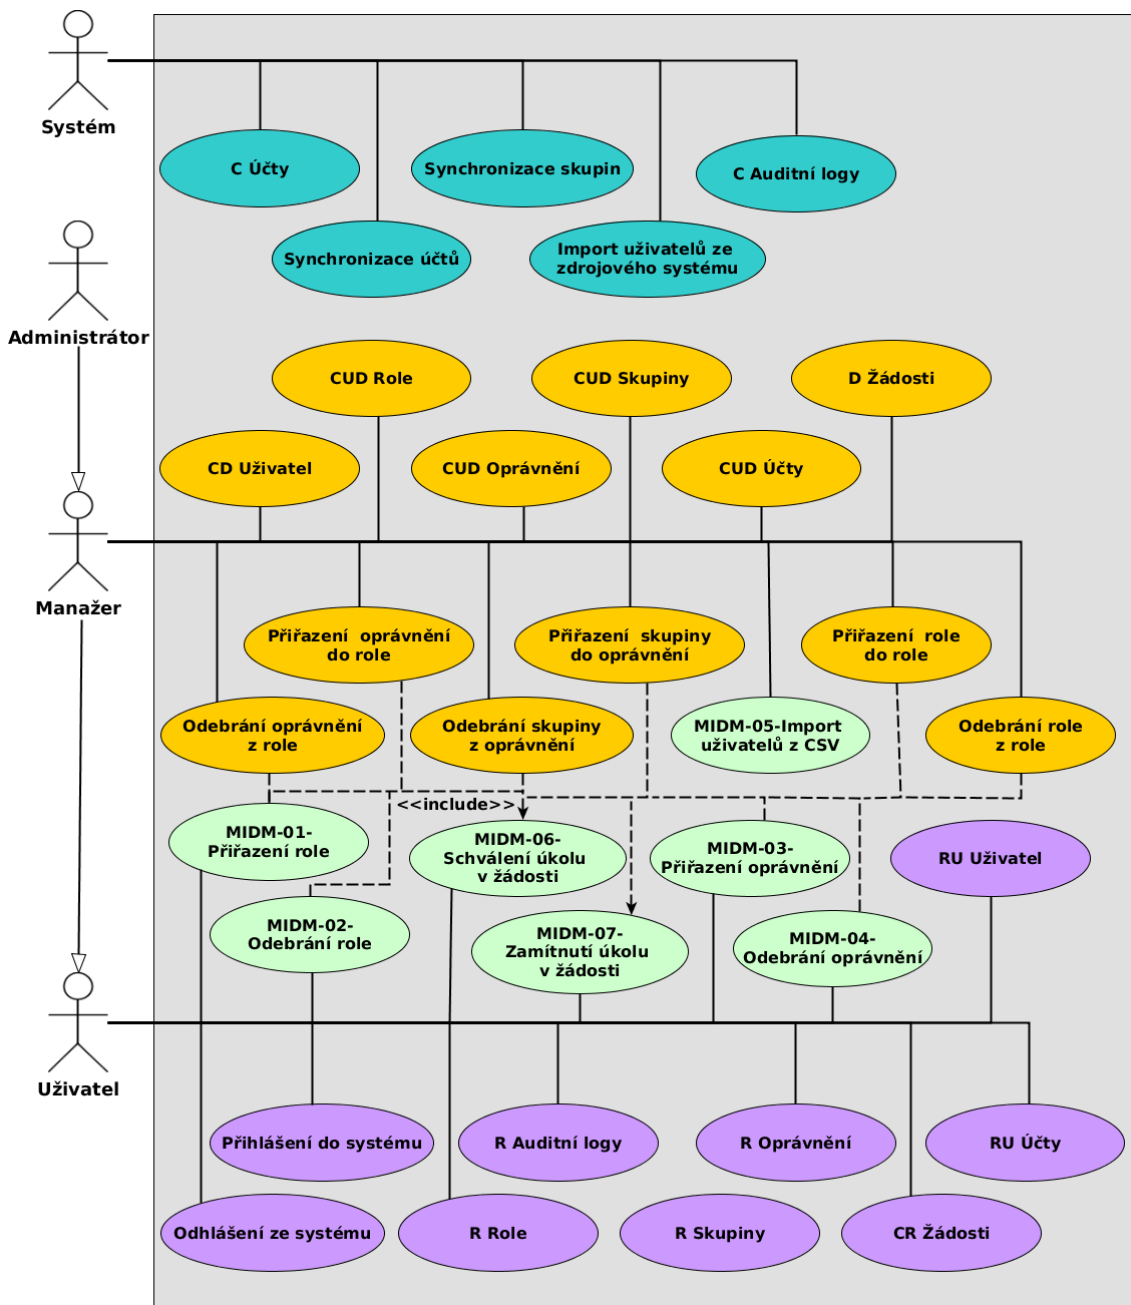 Systém
C Účty
Synchronizace skupin
C Auditní logy
Synchronizace účtů
Import uživatelů ze
zdrojového systému
Administrátor
CUD Role
CUD Skupiny
D Žádosti
CD Uživatel
CUD Oprávnění
CUD Účty
Manažer
Přiřazení oprávnění
do role
Přiřazení skupiny
do oprávnění
Přiřazení role
do role
Odebrání oprávnění
z role
Odebrání skupiny
z oprávnění
MIDM-05-Import
uživatelů z CSV
Odebrání role
z role
<<include>>
MIDM-01-
Přiřazení role
MIDM-06-
Schválení úkolu
v žádosti
MIDM-03-
Přiřazení oprávnění
RU Uživatel
MIDM-02-
Odebrání role
MIDM-07-
Zamítnutí úkolu
v žádosti
MIDM-04-
Odebrání oprávnění
Uživatel
Přihlášení do systému
R Auditní logy
R Oprávnění
RU Účty
Odhlášení ze systému
R Role
R Skupiny
CR Žádosti